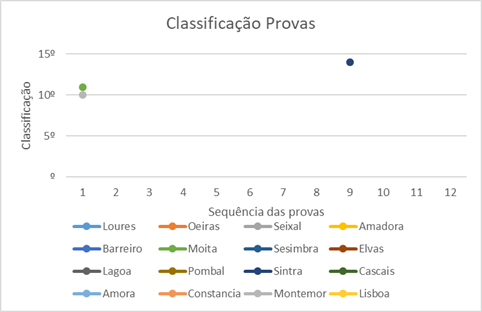 Classificação Provas
15º
10º
5º
º
Classificação
1 2 3 4 5 6 7 8 9 10 11 12
Sequência das provas
Loures Oeiras Seixal Amadora
Barreiro Moita Sesimbra Elvas
Lagoa Pombal Sintra Cascais
Amora Constancia Montemor Lisboa